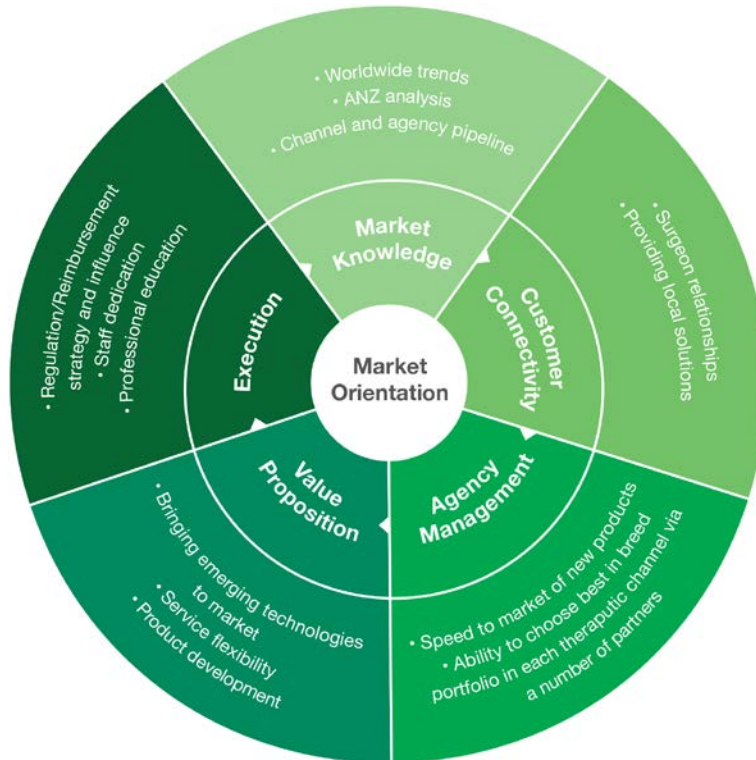 Market
Orientation
Market
Knowledge
• Worldwide trends
• ANZ analysis
• Channel and agency pipeline
Customer
Connectivity
• Surgeon relationships
• Providing local solutions
Agency
Management
• Speed to market of new products
• Ability to choose best in breed
portfolio in each theraputic channel via
a number of partners
Value
Proposition
• Bringing emerging technologies
to market
• Service flexibility
• Product development
Execution
• Regulation/Reimbursement
strategy and influence
• Staff dedication
• Professional education